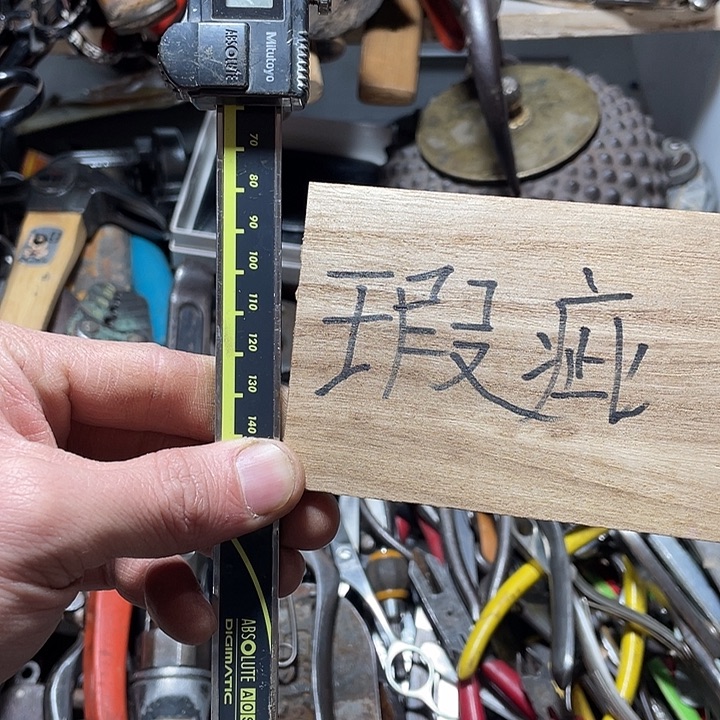 ABSOLUTE
Mitutoyo
70
80
90
100
110
120
130
140
瑕疵
ABSOLUTE AOS
DIGIMATIC